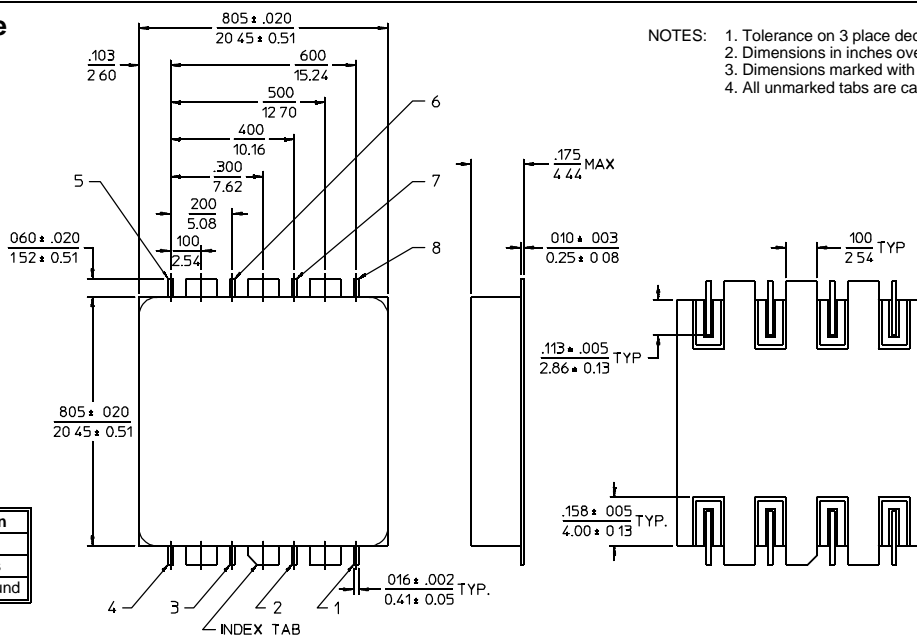 e
805 ± .020
20 45 ± 0.51
.103
2 60
600
15.24
500
12 70
400
10.16
.300
7.62
200
5.08
100
2.54
5
6
7
8
060 ± .020
1 52 ± 0.51
805 ± 020
20 45 ± 0.51
4
3
2
1
INDEX TAB
016 ± .002
0.41 ± 0.05
TYP.
.175
4 44
MAX
.010 ± 003
0.25 ± 0 08
100
2 54
TYP
.113 ± .005
2.86 ± 0.13
TYP
.158 ± 005
4.00 ± 0 13
TYP.
NOTES: 1. Tolerance on 3 place dec
2. Dimensions in inches ove
3. Dimensions marked with
4. All unmarked tabs are ca
n
s
und